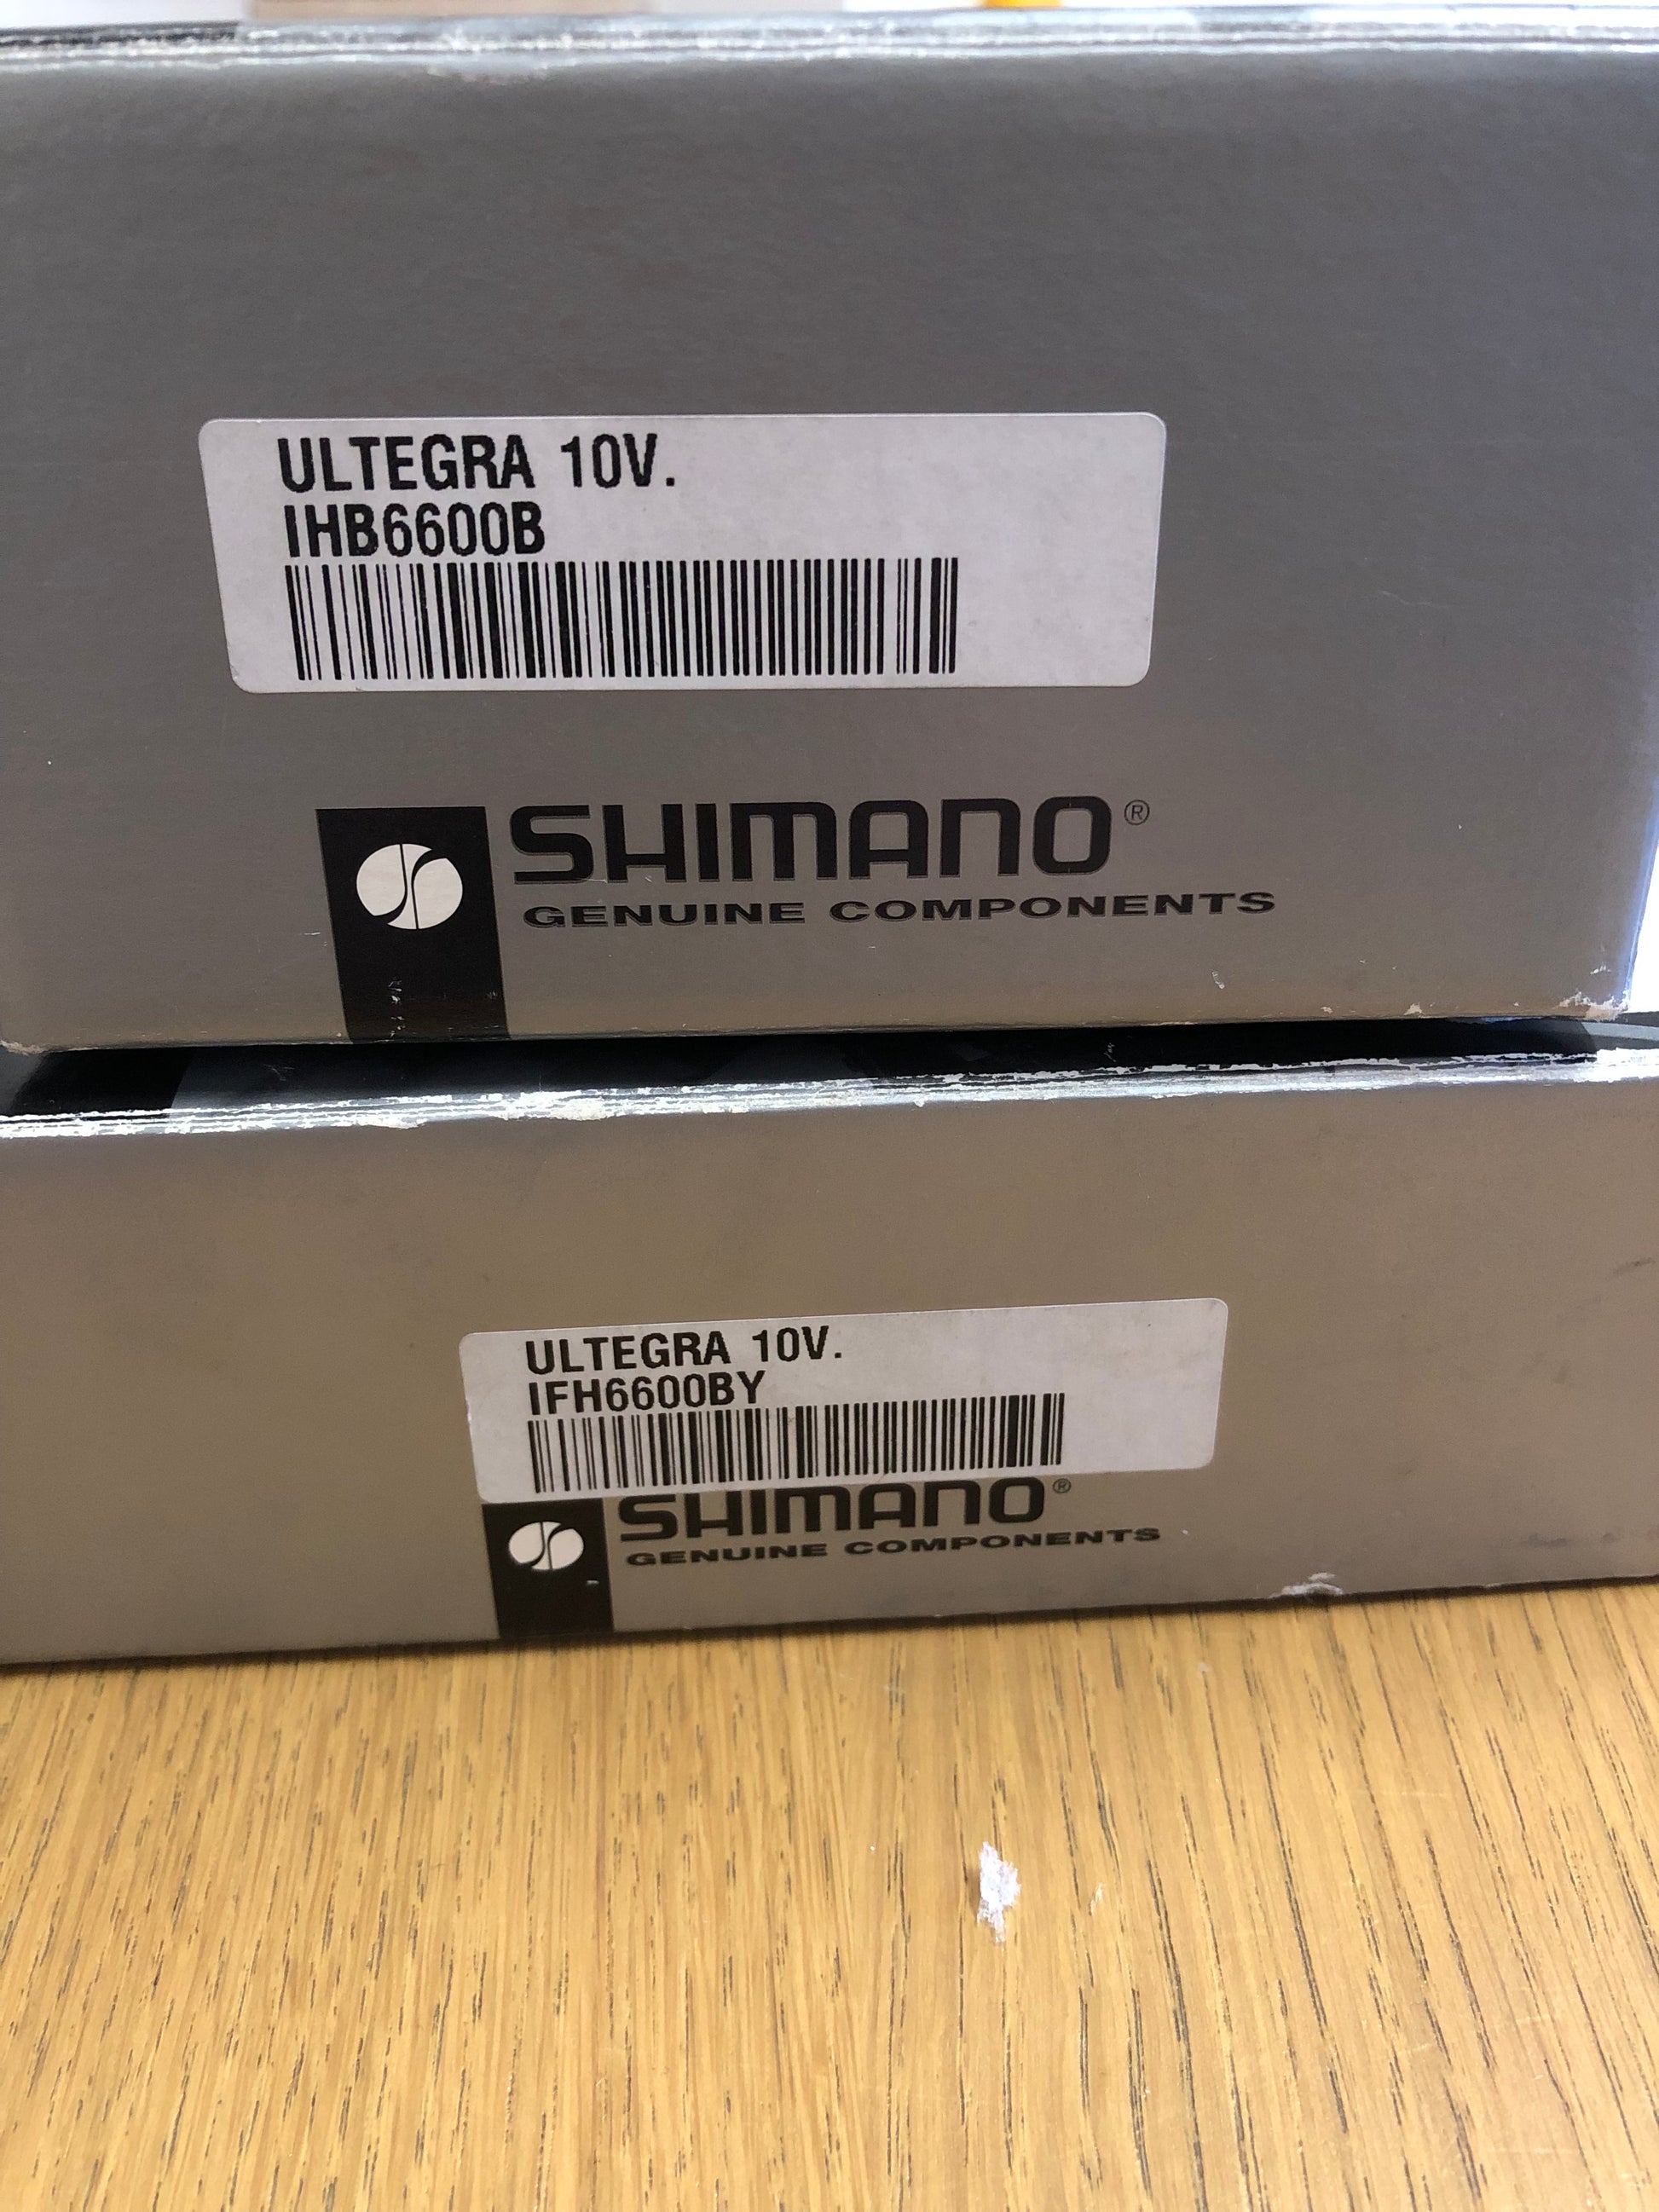 ULTEGRA 10V.
IHB6600B
SHIMANO®
GENUINE COMPONENTS
ULTEGRA 10V.
IFH6600BY
SHIMANO®
GENUINE COMPONENTS